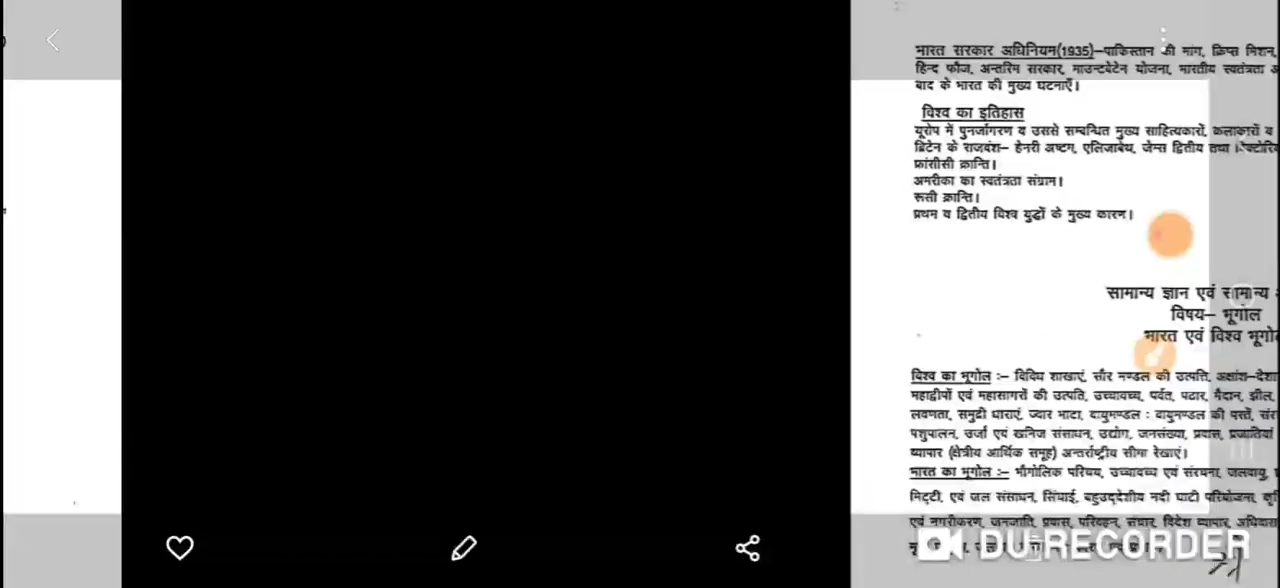 भारत सरकार अधिनियम(1935)–पाकिस्तान की मांग, क्रिप्स मिशन,
हिन्द फौज, अन्तरिम सरकार, माउन्टबेटेन योजना, भारतीय स्वतंत्रता अ
बाद के भारत की मुख्य घटनाएँ।
विश्व का इतिहास
यूरोप में पुनर्जागरण व उससे सम्बन्धित मुख्य साहित्यकारों, कलाकारों व
ब्रिटेन के राजवंश– हेनरी अष्टम, एलिजाबेथ, जेम्स द्वितीय तथा
फ्रांसीसी क्रान्ति।
अमरीका का स्वतंत्रता संग्राम।
रूसी क्रान्ति।
प्रथम व द्वितीय विश्व युद्धों के मुख्य कारण।
सामान्य ज्ञान एवं सामान्य
विषय– भूगोल
भारत एवं विश्व भूगोल
विश्व का भूगोल :– विविध शाखाएं, सौर मण्डल की उत्पत्ति, अक्षांश–देशा
महाद्वीपों एवं महासागरों की उत्पति, उच्चावच्य, पर्वत, पठार, मैदान, झील,
लवणता, समुद्री धाराएं, ज्वार भाटा, वायुमण्डल : वायुमण्डल की परतें, संर
पशुपालन, उर्जा एवं खनिज संसाधन, उद्योग, जनसंख्या, प्रवास, प्रजातियां
व्यापार (क्षेत्रीय आर्थिक समूह) अन्तर्राष्ट्रीय सीमा रेखाएं।
भारत का भूगोल :– भौगोलिक परिचय, उच्चावच्य एवं संरचना, जलवायु,
मिट्टी, एवं जल संसाधन, सिंचाई, बहुउद्देशीय नदी घाटी परियोजना,
एवं नगरीकरण, जनजाति, प्रवास, परिवहन, संचार, विदेश व्यापार, अधिवास
DU RECORDER